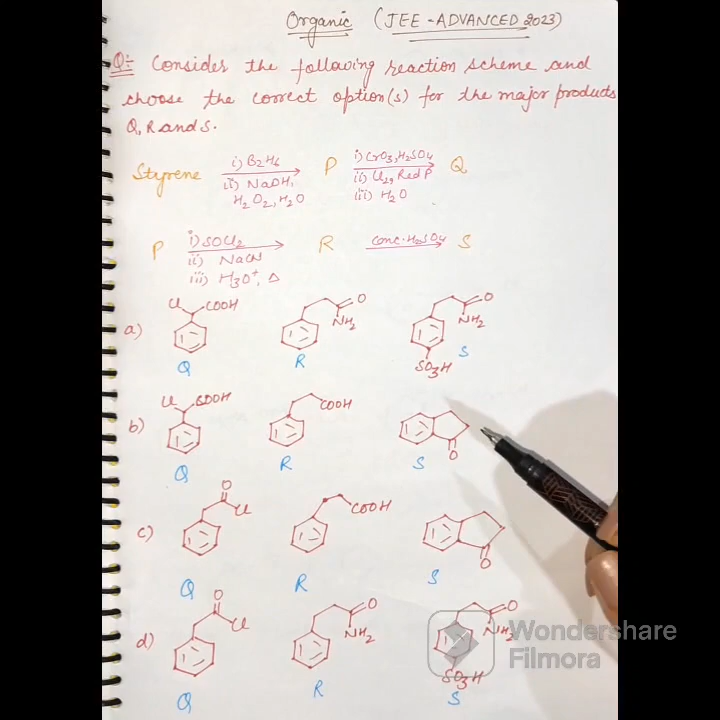 Organic (JEE-ADVANCED 2023)
Q:- Consider the following reaction scheme and
choose the correct option(s) for the major products
Q, R and S.
Styrene i) B2H6 P i) CrO3, H2SO4 Q
ii) NaOH, ii) Cl2, Red P
H2O2, H2O iii) H2O
P i) SOCl2 R conc. H2SO4 S
ii) NaCN
iii) H3O+, Δ
a) Cl COOH O NH2 O NH2 SO3H
Q R S
b) Cl COOH COOH O
Q R S
c) O Cl COOH O
Q R S
d) O Cl O NH2 O NH2 SO3H
Q R S
Wondershare
Filmora